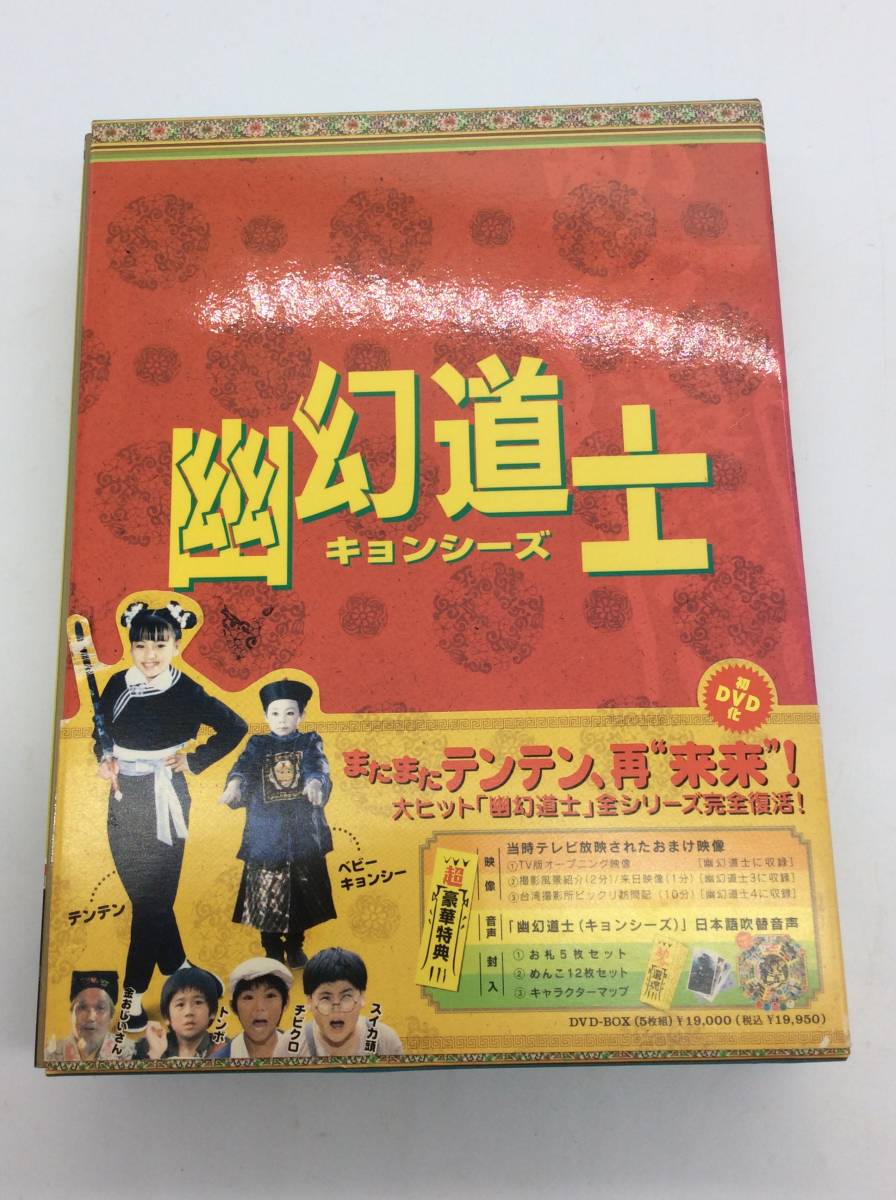 幽幻道士
キョンシーズ
初
DVD
化
またまたテンテン、再“来来”！
大ヒット「幽幻道士」全シリーズ完全復活！
超豪華特典
映像
当時テレビ放映されたおまけ映像
①TV版オープニング映像 [幽幻道士に収録]
②撮影風景紹介(2分)/来日映像(1分) [幽幻道士3に収録]
③台湾撮影所ビックリ訪問記（10分） [幽幻道士4に収録]
音声
「幽幻道士（キョンシーズ）」日本語吹替音声
封入
①お札5枚セット
②めんこ12枚セット
③キャラクターマップ
DVD-BOX (5枚組) ￥19,000 (税込 ￥19,950)
テンテン
ベビー
キョンシー
金おじいさん
トンボ
チビクロ
スイカ頭